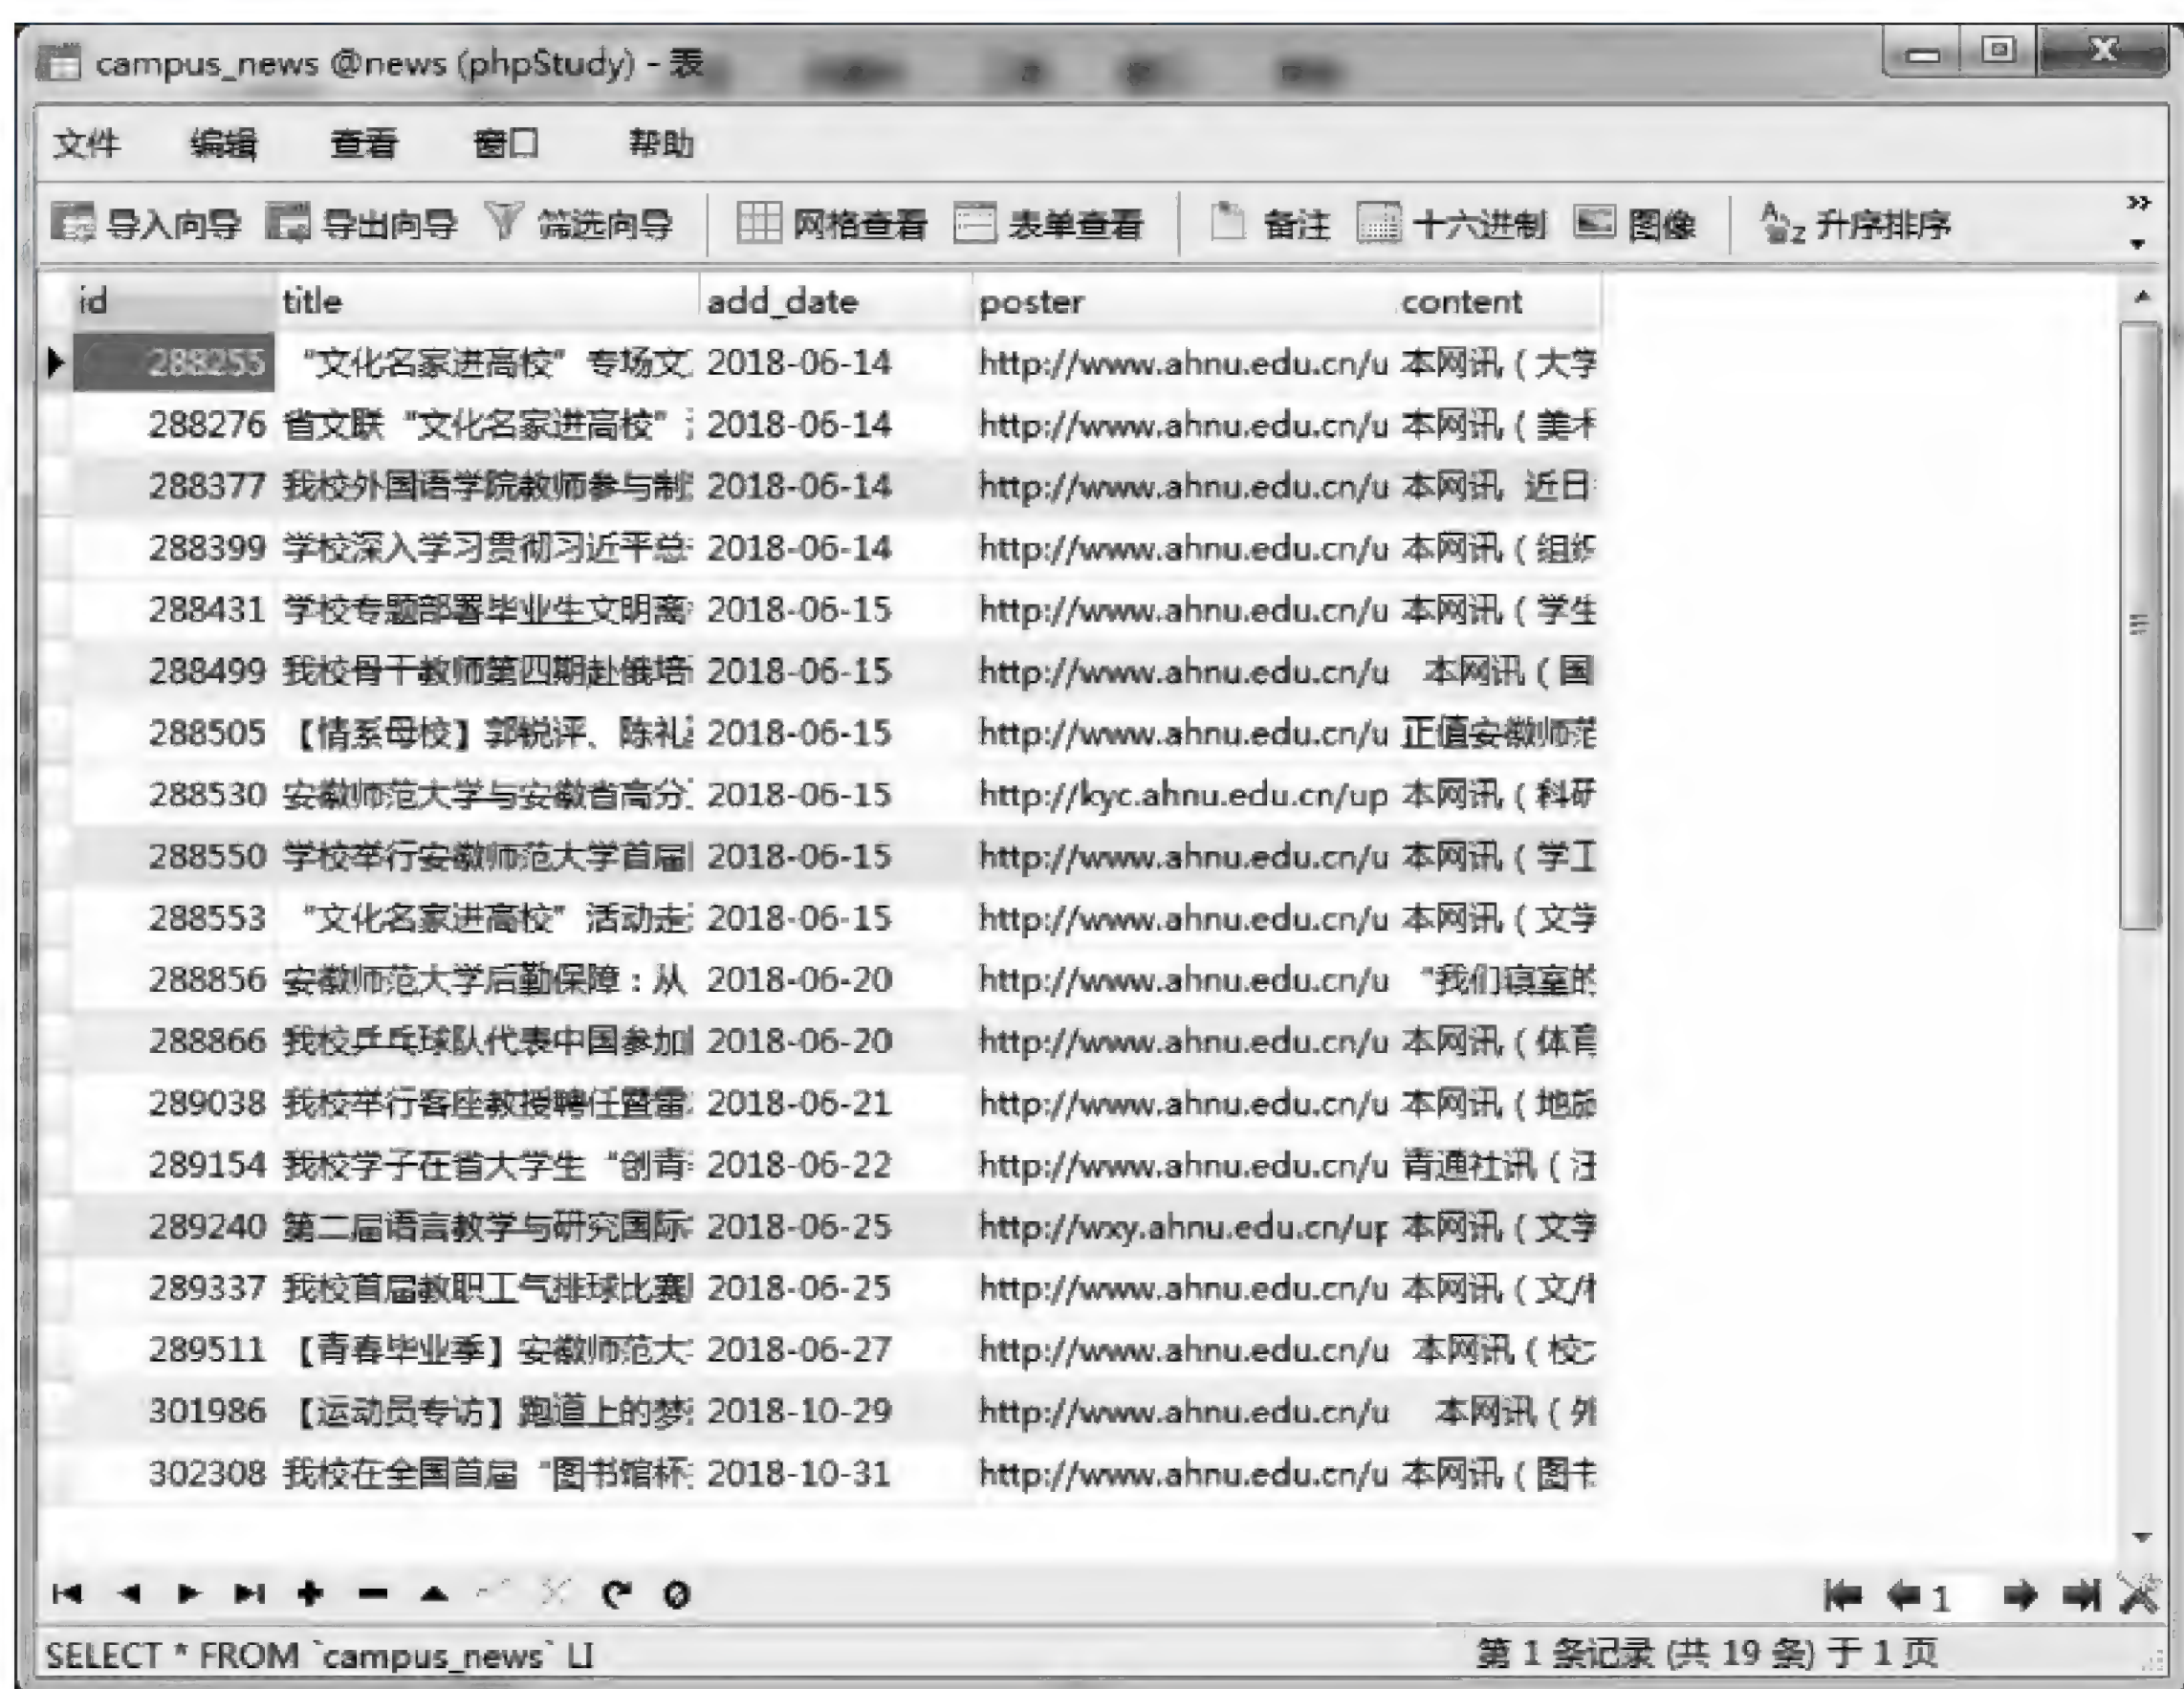 campus_news @news (phpStudy) - 表
文件 编辑 查看 窗口 帮助
导入向导 导出向导 筛选向导 网格查看 表单查看 备注 十六进制 图像 升序排序 »
id title add_date poster content
288255 “文化名家进高校”专场文 2018-06-14 http://www.ahnu.edu.cn/u 本网讯（大学
288276 省文联“文化名家进高校” 2018-06-14 http://www.ahnu.edu.cn/u 本网讯（美
288377 我校外国语学院教师参与制 2018-06-14 http://www.ahnu.edu.cn/u 本网讯 近日
288399 学校深入学习贯彻习近平总 2018-06-14 http://www.ahnu.edu.cn/u 本网讯（组织
288431 学校专题部署毕业生文明离 2018-06-15 http://www.ahnu.edu.cn/u 本网讯（学生
288499 我校骨干教师第四期赴俄培 2018-06-15 http://www.ahnu.edu.cn/u 本网讯（国
288505 【情系母校】郭锐评、陈礼 2018-06-15 http://www.ahnu.edu.cn/u 正值安徽师范
288530 安徽师范大学与安徽省高分 2018-06-15 http://kyc.ahnu.edu.cn/up 本网讯（科研
288550 学校举行安徽师范大学首届 2018-06-15 http://www.ahnu.edu.cn/u 本网讯（学工
288553 “文化名家进高校”活动走 2018-06-15 http://www.ahnu.edu.cn/u 本网讯（文学
288856 安徽师范大学后勤保障：从 2018-06-20 http://www.ahnu.edu.cn/u “我们寝室的
288866 我校乒乓球队代表中国参加 2018-06-20 http://www.ahnu.edu.cn/u 本网讯（体育
289038 我校举行客座教授聘任暨雷 2018-06-21 http://www.ahnu.edu.cn/u 本网讯（地旅
289154 我校学子在省大学生“创青 2018-06-22 http://www.ahnu.edu.cn/u 青通社讯（汪
289240 第二届语言教学与研究国际 2018-06-25 http://wxy.ahnu.edu.cn/up 本网讯（文学
289337 我校首届教职工气排球比赛 2018-06-25 http://www.ahnu.edu.cn/u 本网讯（文/
289511 【青春毕业季】安徽师范大 2018-06-27 http://www.ahnu.edu.cn/u 本网讯（校
301986 【运动员专访】跑道上的梦 2018-10-29 http://www.ahnu.edu.cn/u 本网讯（外
302308 我校在全国首届“图书馆杯 2018-10-31 http://www.ahnu.edu.cn/u 本网讯（图书
1
SELECT * FROM `campus_news` LI 第 1 条记录 (共 19 条) 于 1 页